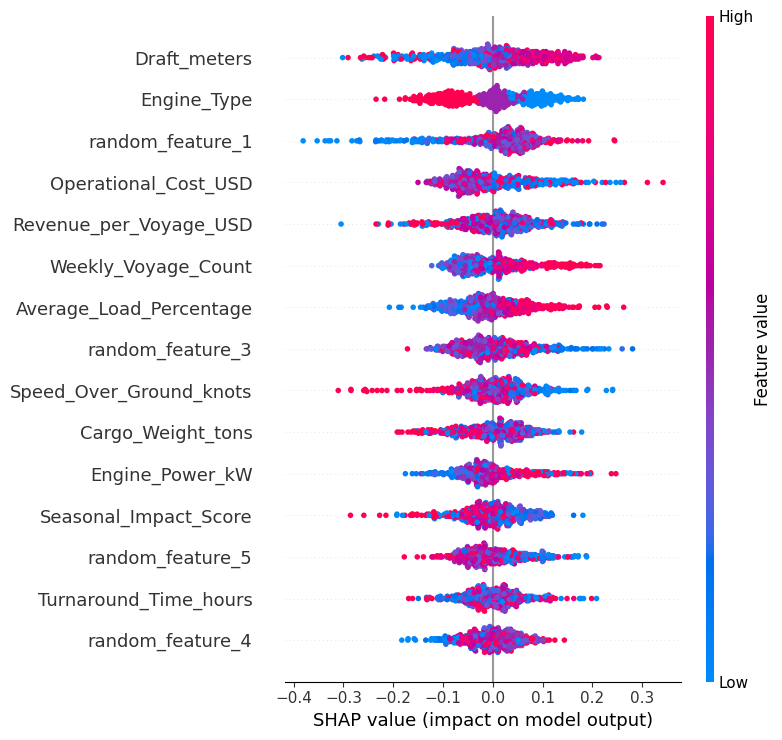 High
Draft_meters
Engine_Type
random_feature_1
Operational_Cost_USD
Revenue_per_Voyage_USD
Weekly_Voyage_Count
Average_Load_Percentage
random_feature_3
Speed_Over_Ground_knots
Cargo_Weight_tons
Engine_Power_kW
Seasonal_Impact_Score
random_feature_5
Turnaround_Time_hours
random_feature_4
Feature value
Low
−0.4 −0.3 −0.2 −0.1 0.0 0.1 0.2 0.3
SHAP value (impact on model output)